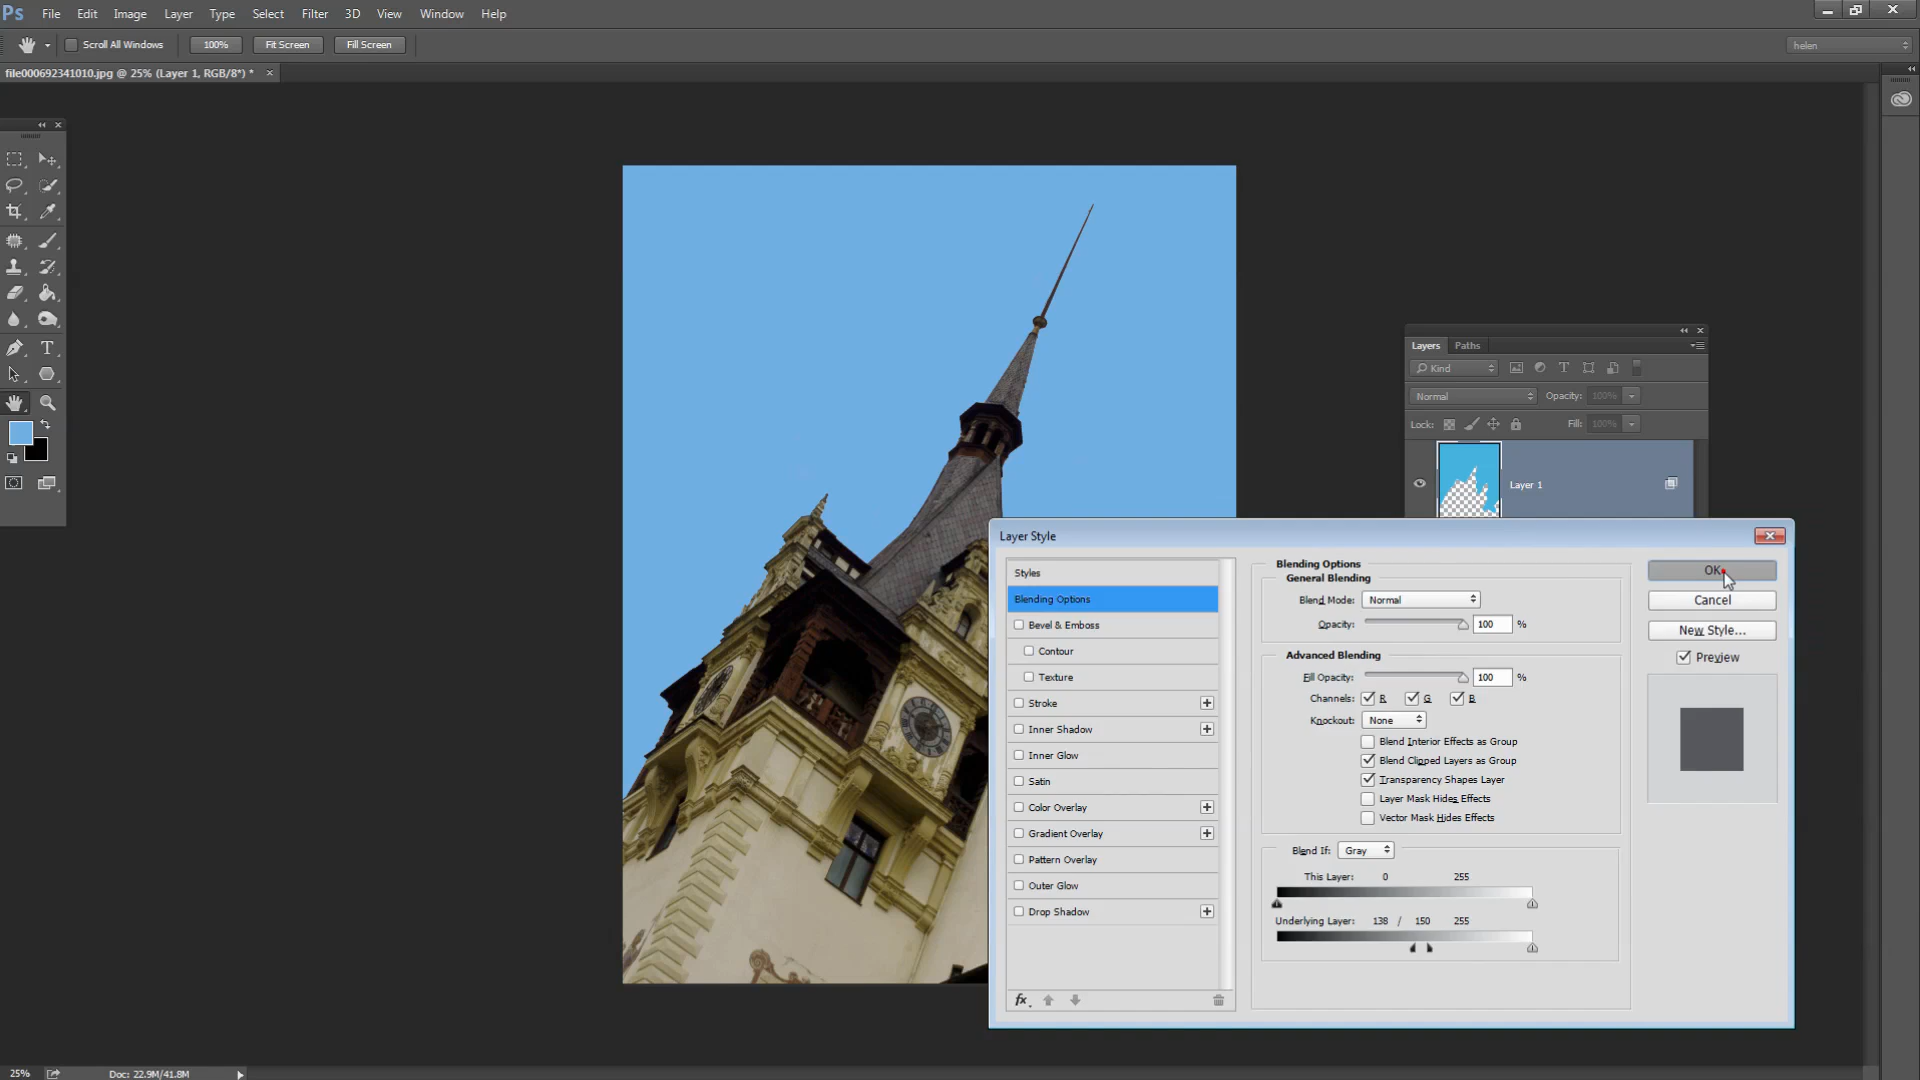 Ps File Edit Image Layer Type Select Filter 3D View Window Help
Scroll All Windows 100% Fit Screen Fill Screen helen
file000692341010.jpg @ 25% (Layer 1, RGB/8*) *
Layers Paths
Kind
Normal Opacity: 100%
Lock: Fill: 100%
Layer 1
Layer Style
Styles
Blending Options
Bevel & Emboss
Contour
Texture
Stroke
Inner Shadow
Inner Glow
Satin
Color Overlay
Gradient Overlay
Pattern Overlay
Outer Glow
Drop Shadow
fx
Blending Options
General Blending
Blend Mode: Normal
Opacity: 100 %
Advanced Blending
Fill Opacity: 100 %
Channels: R G B
Knockout: None
Blend Interior Effects as Group
Blend Clipped Layers as Group
Transparency Shapes Layer
Layer Mask Hides Effects
Vector Mask Hides Effects
Blend If: Gray
This Layer: 0 255
Underlying Layer: 138 / 150 255
OK
Cancel
New Style...
Preview
25% Doc: 22.9M/41.8M